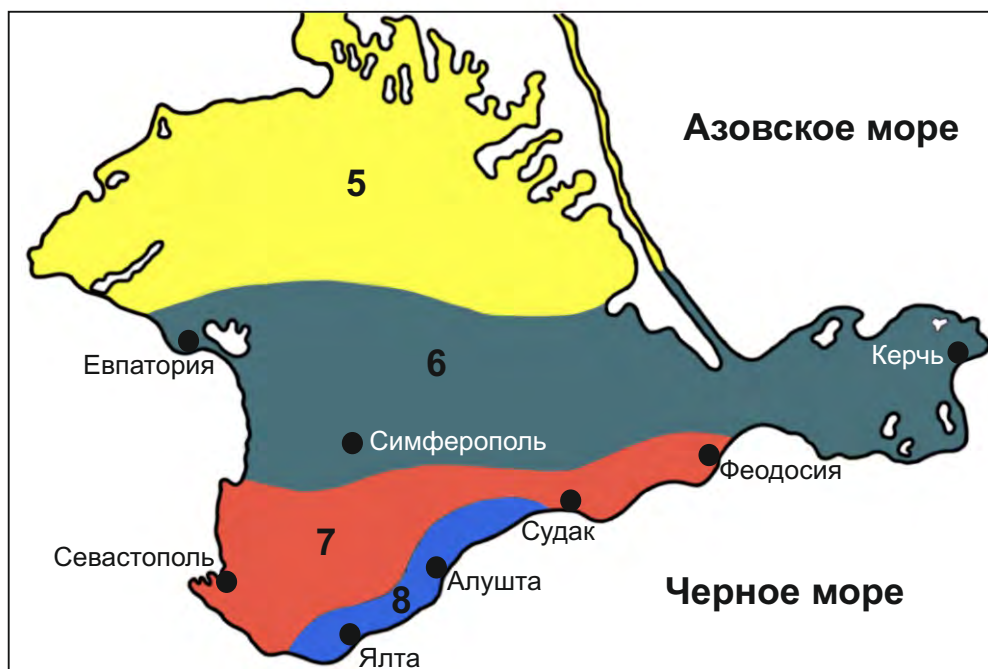 Азовское море
5
Евпатория
6
Керчь
Симферополь
Феодосия
Судак
Севастополь
7
Алушта
8
Черное море
Ялта